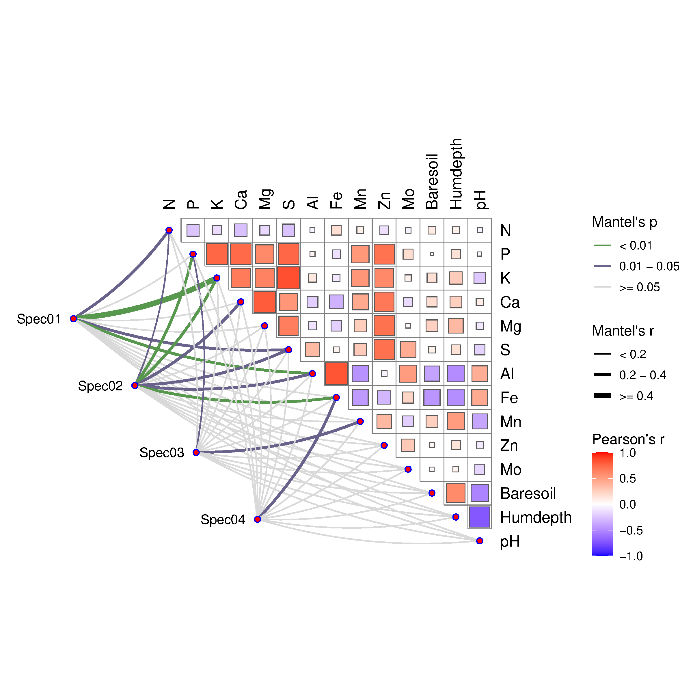 N P K Ca Mg S Al Fe Mn Zn Mo Baresoil Humdepth pH
N
P
K
Ca
Mg
S
Al
Fe
Mn
Zn
Mo
Baresoil
Humdepth
pH
Spec01
Spec02
Spec03
Spec04
Mantel's p
< 0.01
0.01 − 0.05
>= 0.05
Mantel's r
< 0.2
0.2 − 0.4
>= 0.4
Pearson's r
1.0
0.5
0.0
−0.5
−1.0